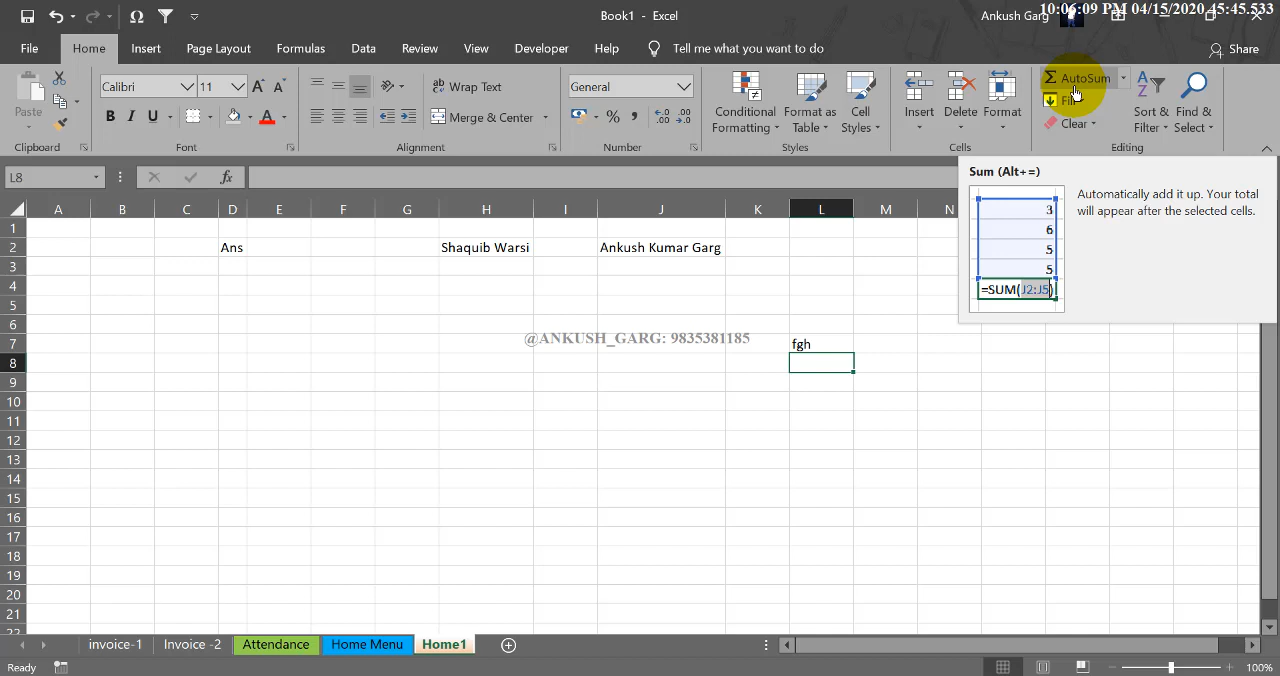 Book1 - Excel
Ankush Garg
10:06:09 PM 04/15/2020 45:45.533
File Home Insert Page Layout Formulas Data Review View Developer Help Tell me what you want to do Share
Calibri 11 Wrap Text General AutoSum
Paste B I U Merge & Center Conditional Formatting Format as Table Cell Styles Insert Delete Format Fill Clear Sort & Filter Find & Select
Clipboard Font Alignment Number Styles Cells Editing
L8 fx
Sum (Alt+=)
Automatically add it up. Your total
will appear after the selected cells.
3
6
5
5
=SUM(J2:J5)
A B C D E F G H I J K L M N
1
2 Ans Shaquib Warsi Ankush Kumar Garg
3
4
5
6
@ANKUSH_GARG: 9835381185
7 fgh
8
9
10
11
12
13
14
15
16
17
18
19
20
21
22
invoice-1 Invoice -2 Attendance Home Menu Home1
Ready 100%